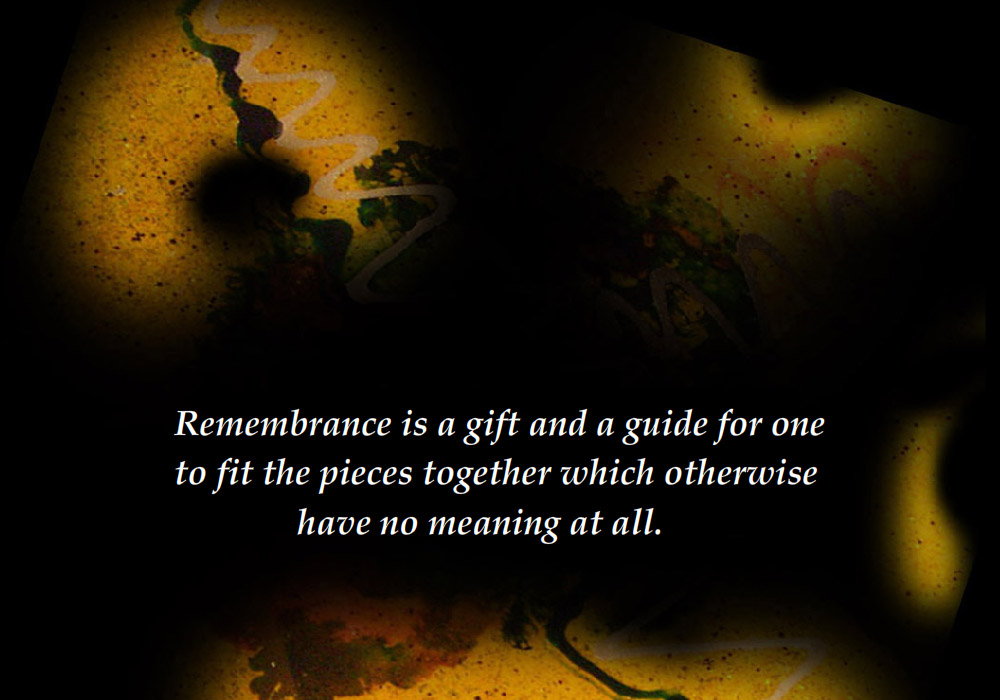 Remembrance is a gift and a guide for one
to fit the pieces together which otherwise
have no meaning at all.